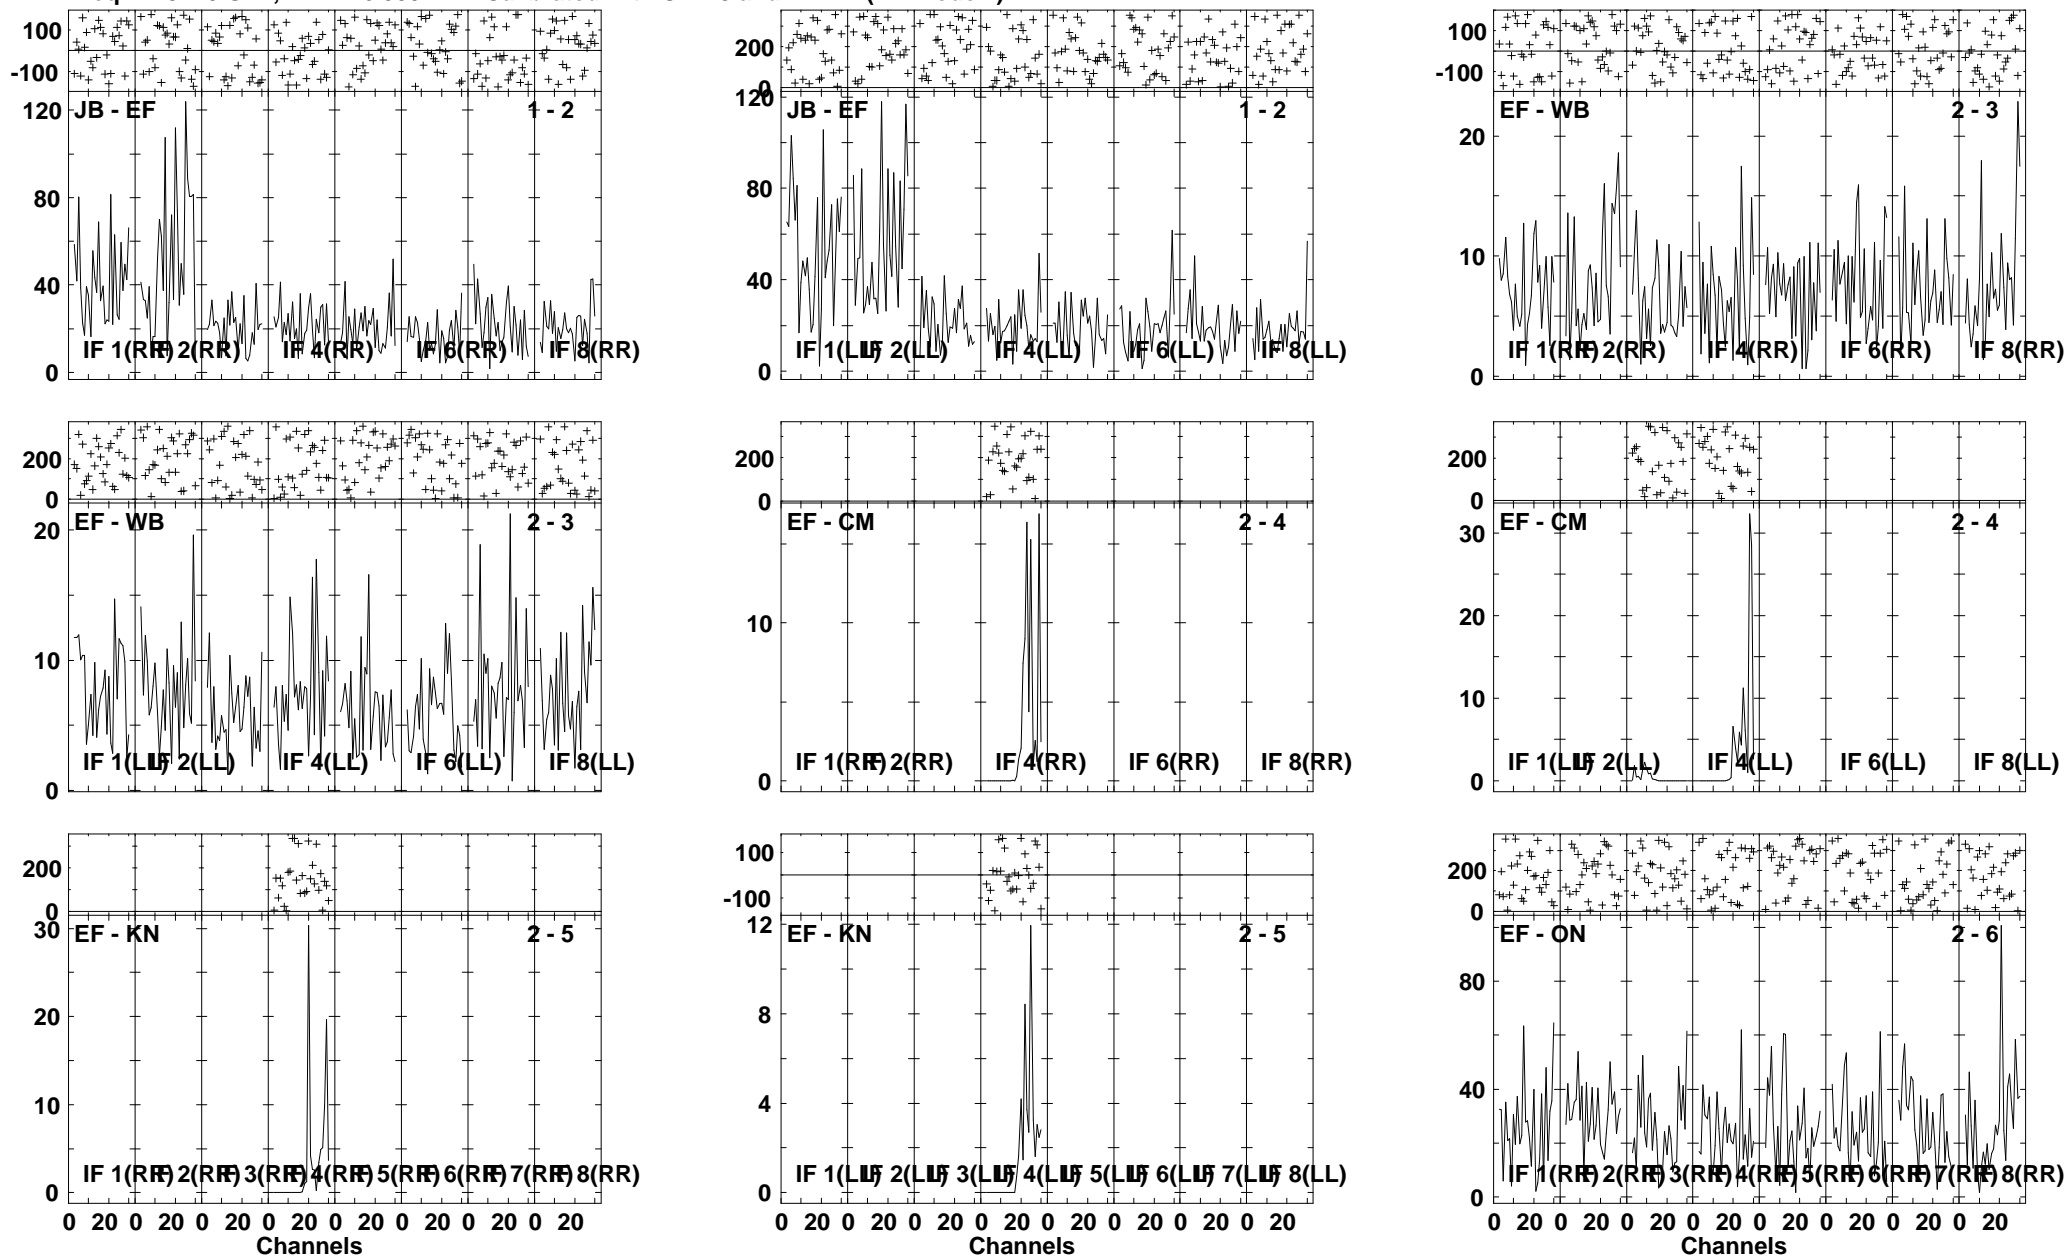 100
-100
JB - EF 1 - 2
120
80
40
0
IF 1(RR) IF 2(RR) IF 4(RR) IF 6(RR) IF 8(RR)
200
0
JB - EF 1 - 2
120
80
40
0
IF 1(LL) IF 2(LL) IF 4(LL) IF 6(LL) IF 8(LL)
100
-100
EF - WB 2 - 3
20
10
0
IF 1(RR) IF 2(RR) IF 4(RR) IF 6(RR) IF 8(RR)
200
0
EF - WB 2 - 3
20
10
0
IF 1(LL) IF 2(LL) IF 4(LL) IF 6(LL) IF 8(LL)
200
0
EF - CM 2 - 4
10
0
IF 1(RR) IF 2(RR) IF 4(RR) IF 6(RR) IF 8(RR)
200
0
EF - CM 2 - 4
30
20
10
0
IF 1(LL) IF 2(LL) IF 4(LL) IF 6(LL) IF 8(LL)
200
0
EF - KN 2 - 5
30
20
10
0
IF 1(RR) IF 2(RR) IF 3(RR) IF 4(RR) IF 5(RR) IF 6(RR) IF 7(RR) IF 8(RR)
0 20 0 20 0 20 0 20 0 20 0 20 0 20 0 20
Channels
100
-100
EF - KN 2 - 5
12
8
4
0
IF 1(LL) IF 2(LL) IF 3(LL) IF 4(LL) IF 5(LL) IF 6(LL) IF 7(LL) IF 8(LL)
0 20 0 20 0 20 0 20 0 20 0 20 0 20 0 20
Channels
200
0
EF - ON 2 - 6
80
40
0
IF 1(RR) IF 2(RR) IF 3(RR) IF 4(RR) IF 5(RR) IF 6(RR) IF 7(RR) IF 8(RR)
0 20 0 20 0 20 0 20 0 20 0 20 0 20 0 20
Channels